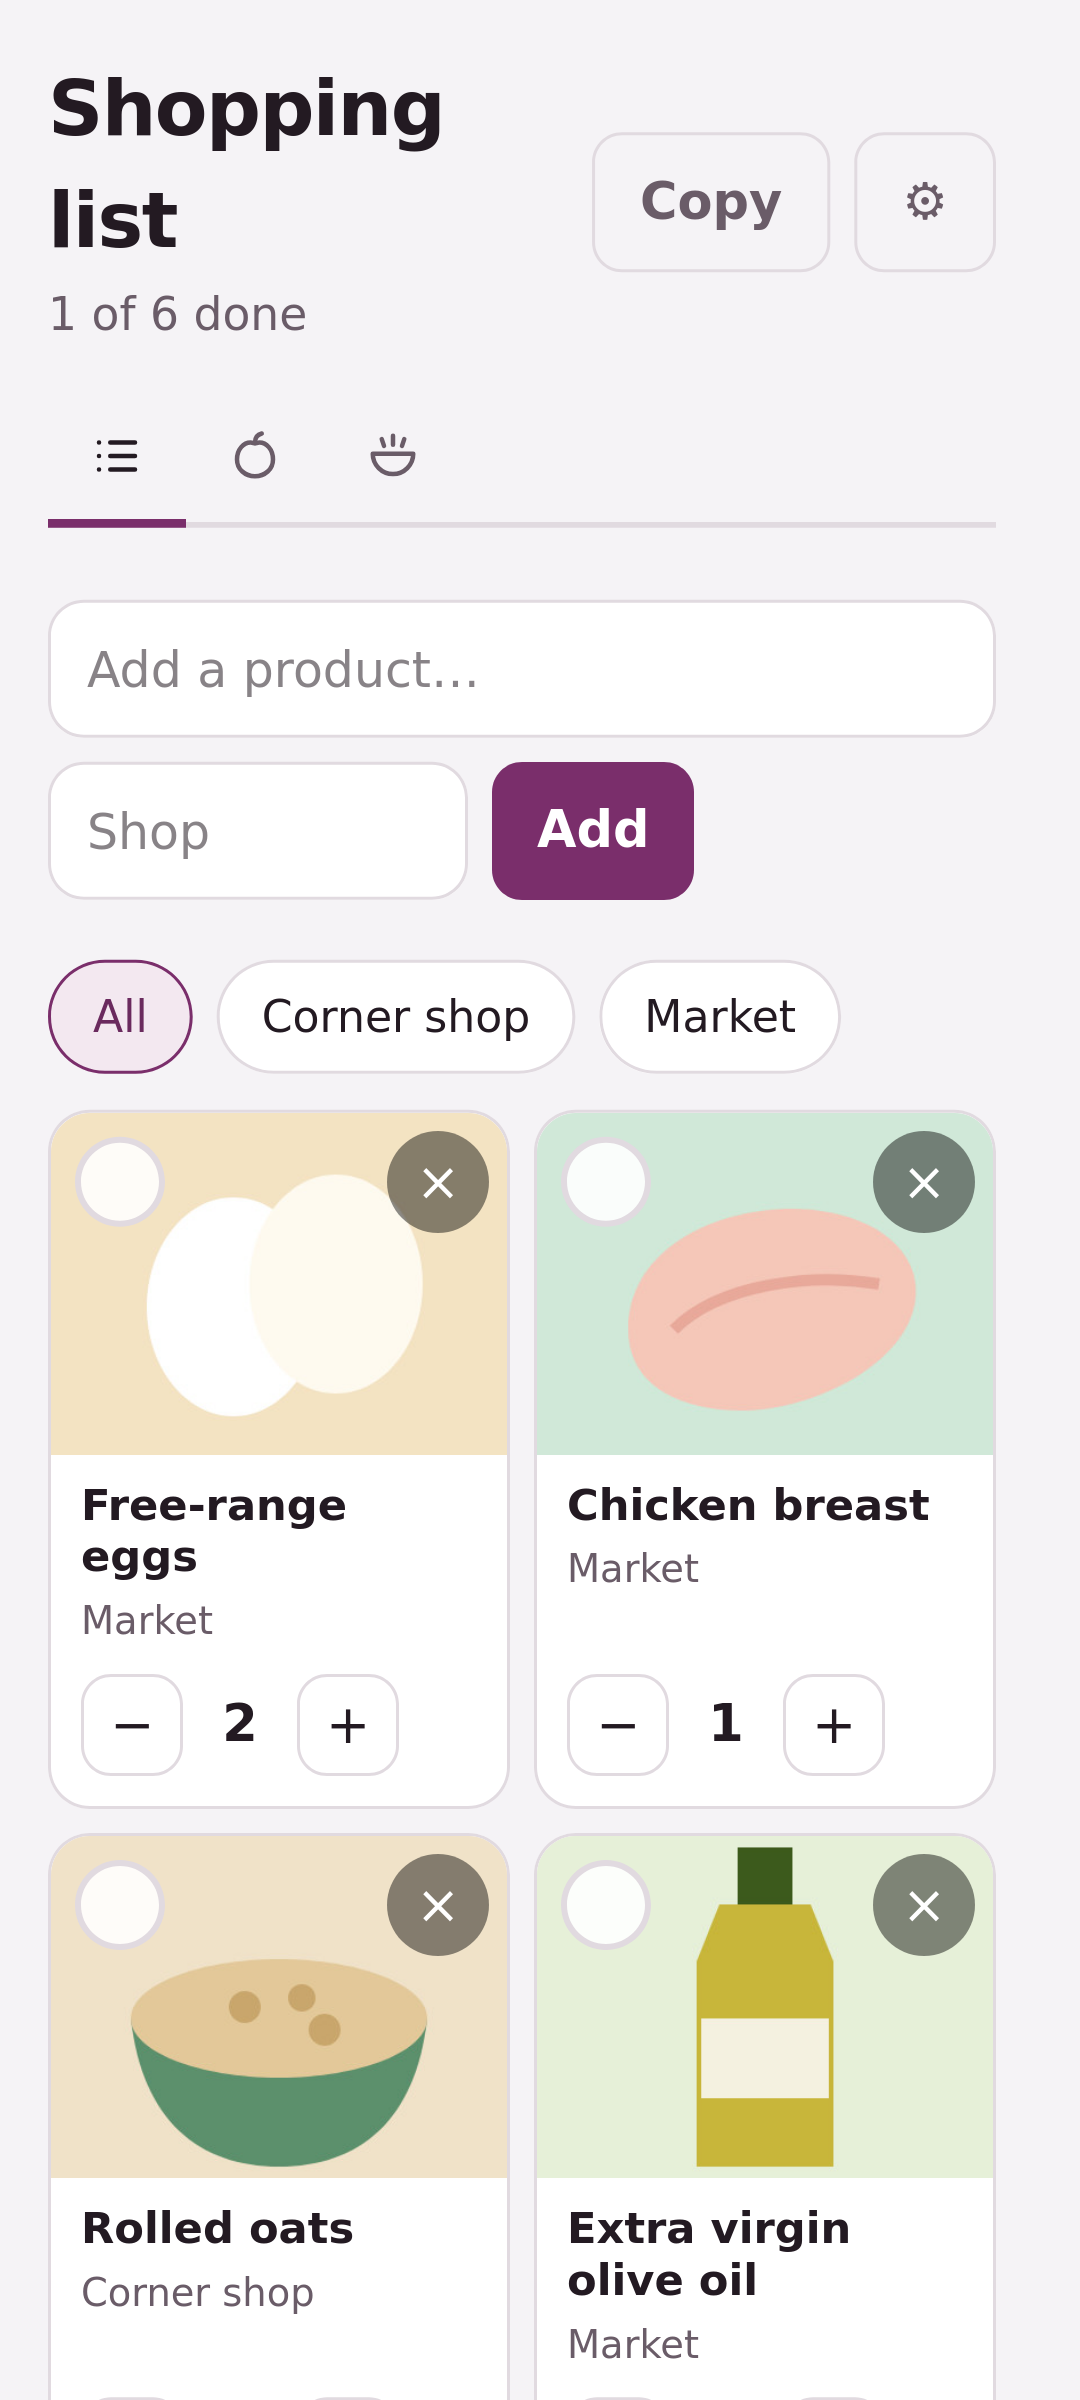 Shopping
list
1 of 6 done
Copy
Add a product...
Shop
Add
All
Corner shop
Market
Free-range
eggs
Market
− 2 +
Chicken breast
Market
− 1 +
Rolled oats
Corner shop
Extra virgin
olive oil
Market